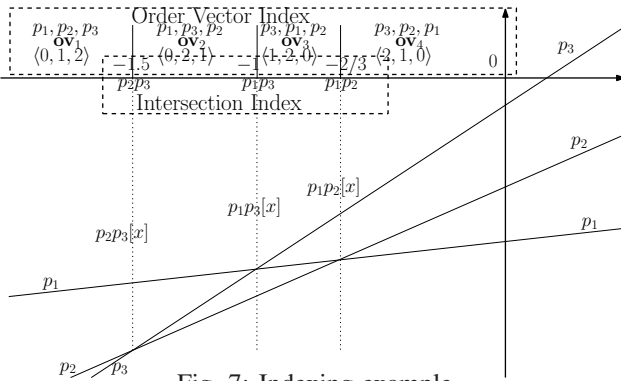 Order Vector Index
p₁, p₂, p₃ p₁, p₃, p₂ p₃, p₁, p₂ p₃, p₂, p₁
ov₁ ov₂ ov₃ ov₄
⟨0, 1, 2⟩ ⟨0, 2, 1⟩ ⟨1, 2, 0⟩ ⟨2, 1, 0⟩
−1.5 −1 −2/3 0
p₂p₃ p₁p₃ p₁p₂
Intersection Index
p₃
p₂
p₁p₂[x]
p₁p₃[x]
p₁
p₂p₃[x]
p₁
p₂ p₃
Fig. 7: Indexing example